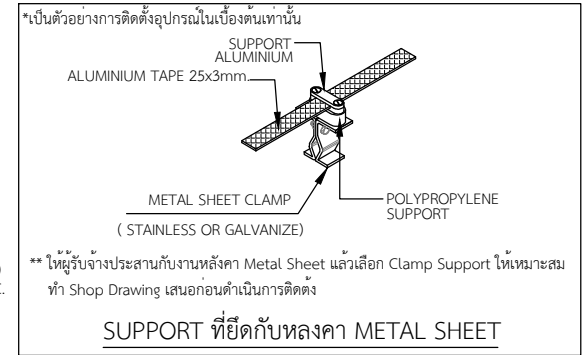 *เป็นตัวอย่างการติดตั้งอุปกรณ์ในเบื้องต้นเท่านั้น
SUPPORT
ALUMINIUM
ALUMINIUM TAPE 25x3mm.
METAL SHEET CLAMP
( STAINLESS OR GALVANIZE)
POLYPROPYLENE
SUPPORT
** ให้ผู้รับจ้างประสานกับงานหลังคา Metal Sheet แล้วเลือก Clamp Support ให้เหมาะสม
ทำ Shop Drawing เสนอก่อนดำเนินการติดตั้ง
SUPPORT ที่ยึดกับหลงคา METAL SHEET